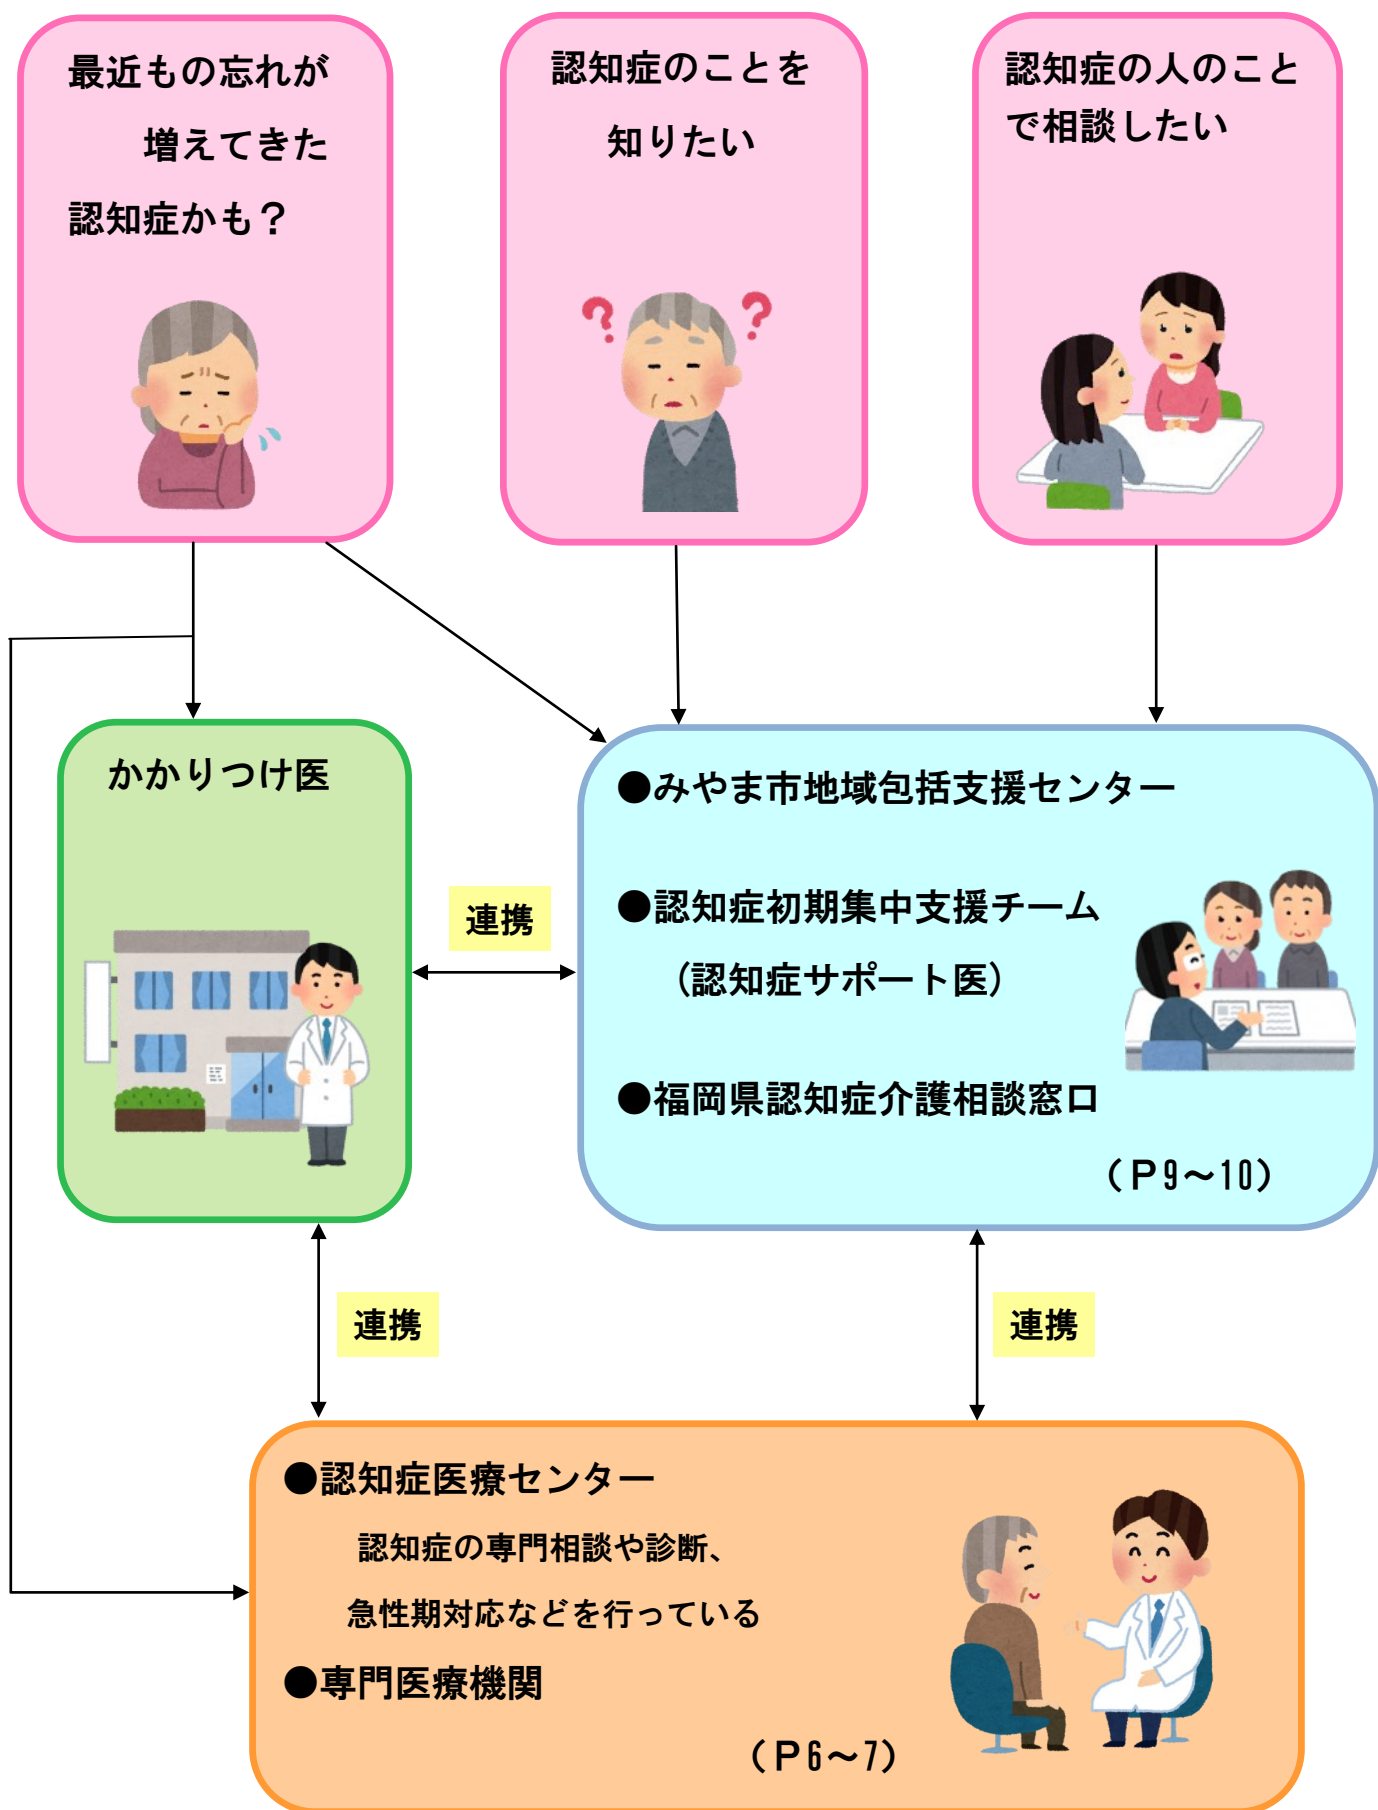 最近もの忘れが
増えてきた
認知症かも？
認知症のことを
知りたい
認知症の人のこと
で相談したい
かかりつけ医
連携
●みやま市地域包括支援センター
●認知症初期集中支援チーム
（認知症サポート医）
●福岡県認知症介護相談窓口
（Ｐ9～10）
連携
連携
●認知症医療センター
認知症の専門相談や診断、
急性期対応などを行っている
●専門医療機関
（Ｐ6～7）